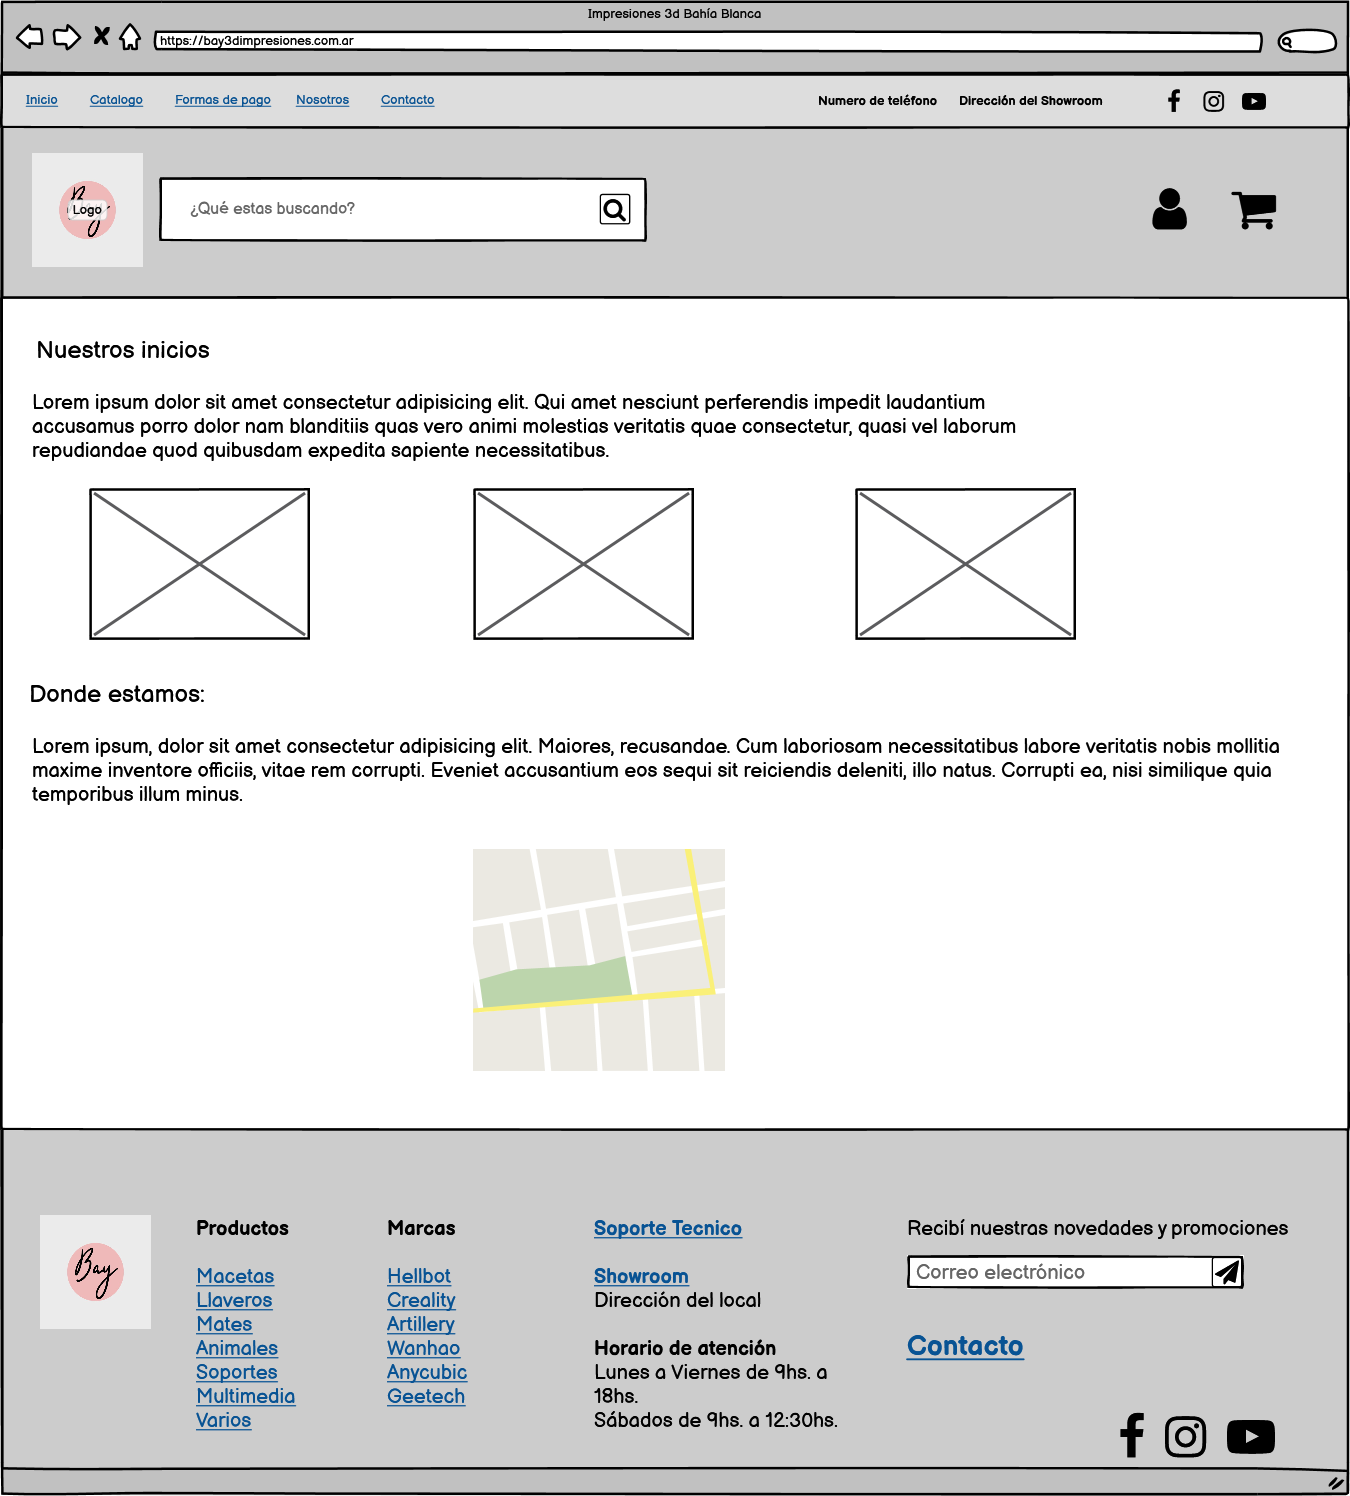 Impresiones 3d Bahía Blanca
https://bay3dimpresiones.com.ar
Inicio Catalogo Formas de pago Nosotros Contacto Numero de teléfono Dirección del Showroom
Bay
Logo
¿Qué estas buscando?
Nuestros inicios
Lorem ipsum dolor sit amet consectetur adipisicing elit. Qui amet nesciunt perferendis impedit laudantium
accusamus porro dolor nam blanditiis quas vero animi molestias veritatis quae consectetur, quasi vel laborum
repudiandae quod quibusdam expedita sapiente necessitatibus.
Donde estamos:
Lorem ipsum, dolor sit amet consectetur adipisicing elit. Maiores, recusandae. Cum laboriosam necessitatibus labore veritatis nobis mollitia
maxime inventore officiis, vitae rem corrupti. Eveniet accusantium eos sequi sit reiciendis deleniti, illo natus. Corrupti ea, nisi similique quia
temporibus illum minus.
Bay
Productos
Macetas
Llaveros
Mates
Animales
Soportes
Multimedia
Varios
Marcas
Hellbot
Creality
Artillery
Wanhao
Anycubic
Geetech
Soporte Tecnico
Showroom
Dirección del local
Horario de atención
Lunes a Viernes de 9hs. a
18hs.
Sábados de 9hs. a 12:30hs.
Recibí nuestras novedades y promociones
Correo electrónico
Contacto